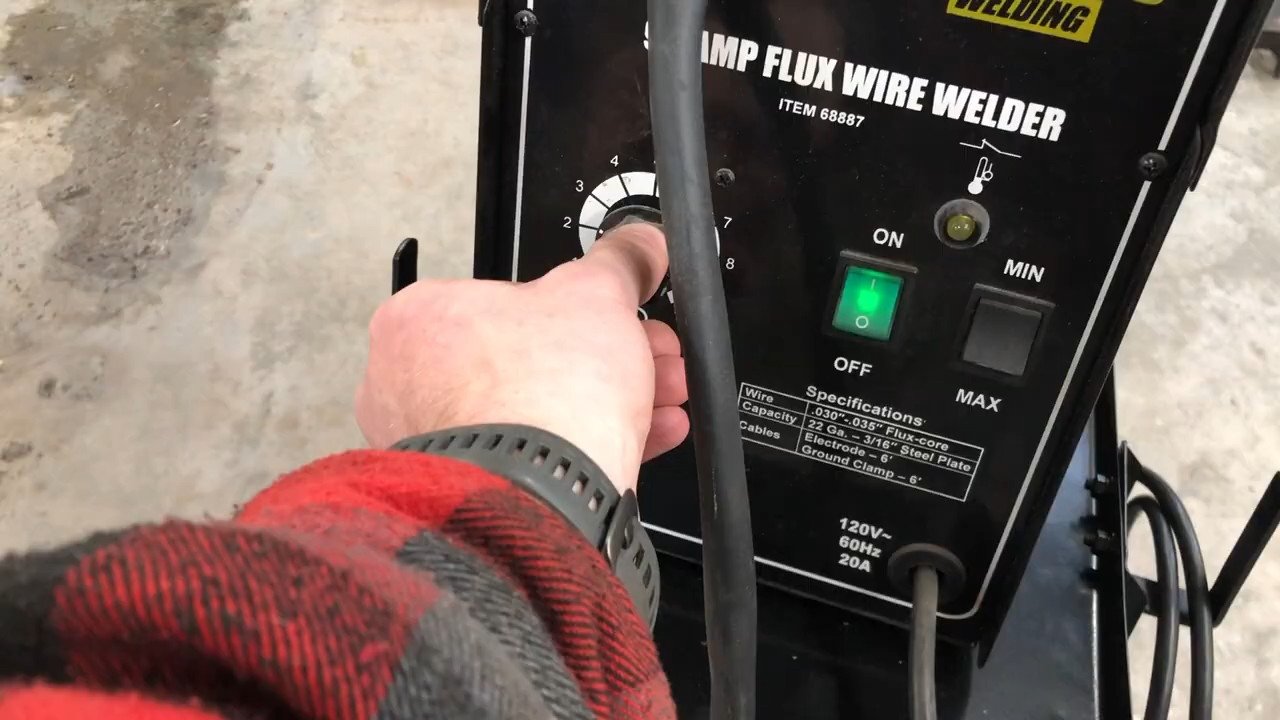 WELDING
AMP FLUX WIRE WELDER
ITEM 68887
4
3
2
7
8
ON
MIN
I
O
OFF
MAX
Specifications
Wire .030"-.035" Flux-core
Capacity 22 Ga. – 3/16" Steel Plate
Cables Electrode – 6'
Ground Clamp – 6'
120V~
60Hz
20A